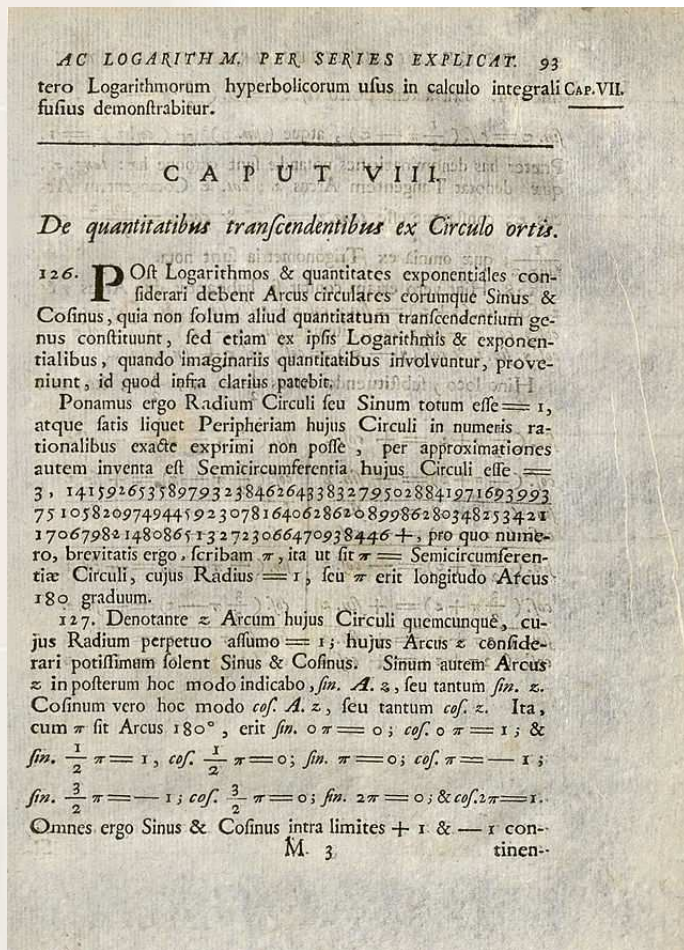 AC LOGARITHM. PER SERIES EXPLICAT. 93
tero Logarithmorum hyperbolicorum uſus in calculo integrali CAP.VII.
fuſius demonſtrabitur.
CAPUT VIII.
De quantitatibus tranſcendentibus ex Circulo ortis.
126. POſt Logarithmos & quantitates exponentiales con-
ſiderari debent Arcus circulares eorumque Sinus &
Coſinus, quia non ſolum aliud quantitatum tranſcendentium ge-
nus conſtituunt, ſed etiam ex ipſis Logarithmis & exponen-
tialibus, quando imaginariis quantitatibus involvuntur, prove-
niunt, id quod infra clarius patebit.
Ponamus ergo Radium Circuli ſeu Sinum totum eſſe = 1,
atque ſatis liquet Peripheriam hujus Circuli in numeris ra-
tionalibus exacte exprimi non poſſe, per approximationes
autem inventa eſt Semicircumferentia hujus Circuli eſſe =
3, 14159265358979323846264338327950288419716939937
51058209749445923078164062862089986280348253421
170679821480865132723066470938446+, pro quo nume-
ro, brevitatis ergo, ſcribam π, ita ut ſit π = Semicircumferen-
tiæ Circuli, cujus Radius = 1, ſeu π erit longitudo Arcus
180 graduum.
127. Denotante z Arcum hujus Circuli quemcunque, cu-
jus Radium perpetuo aſſumo = 1; hujus Arcus z conſide-
rari potiſſimum ſolent Sinus & Coſinus. Sinum autem Arcus
z in poſterum hoc modo indicabo, ſin. A. z, ſeu tantum ſin. z.
Coſinum vero hoc modo coſ. A. z, ſeu tantum coſ. z. Ita,
cum π ſit Arcus 180°, erit ſin. 0 π = 0; coſ. 0 π = 1; &
ſin. 1/2 π = 1, coſ. 1/2 π = 0; ſin. π = 0; coſ. π = — 1;
ſin. 3/2 π = — 1; coſ. 3/2 π = 0; ſin. 2π = 0; & coſ. 2π = 1.
Omnes ergo Sinus & Coſinus intra limites + 1 & — 1 con-
M 3 tinen-